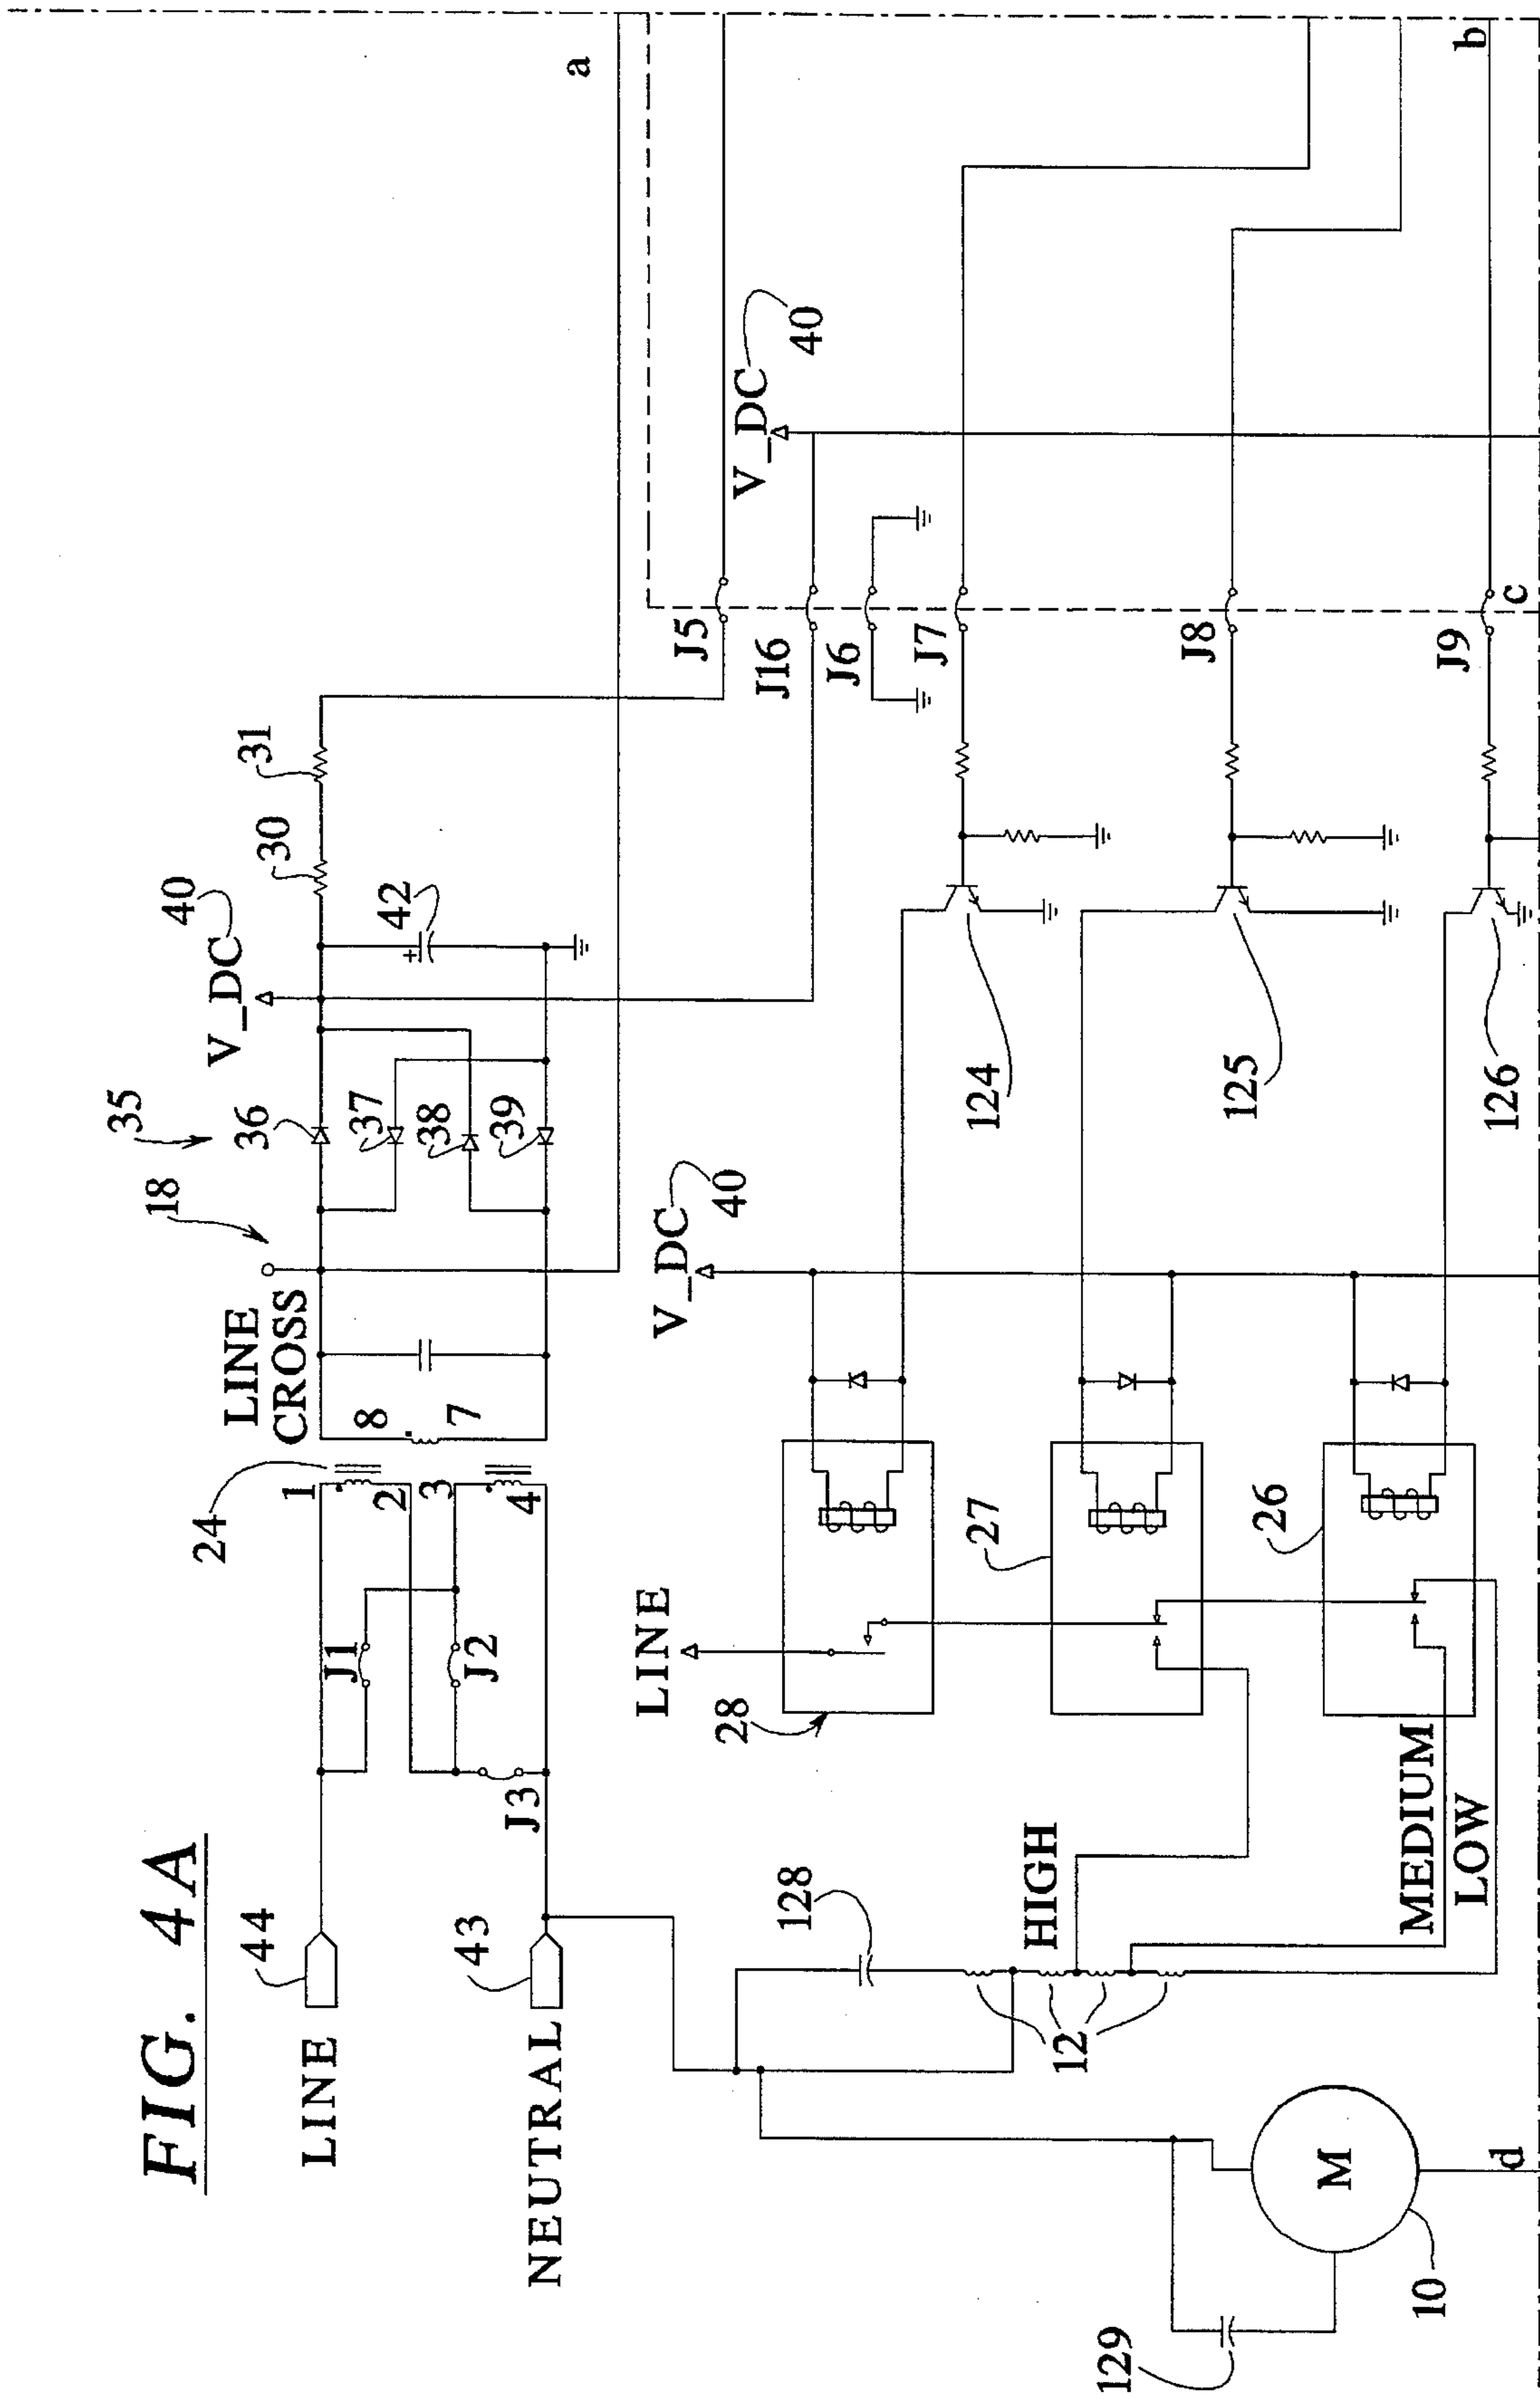 FIG. 4A
LINE
44
NEUTRAL
43
J1
J2
J3
24
1
2
3
4
8
7
LINE
CROSS
18
35
36
37
38
39
V_DC
40
42
30
31
a
J5
J16
J6
J7
J8
J9
V_DC
40
b
c
LINE
28
27
26
V_DC
40
124
125
126
128
HIGH
12
MEDIUM
LOW
M
10
129
d